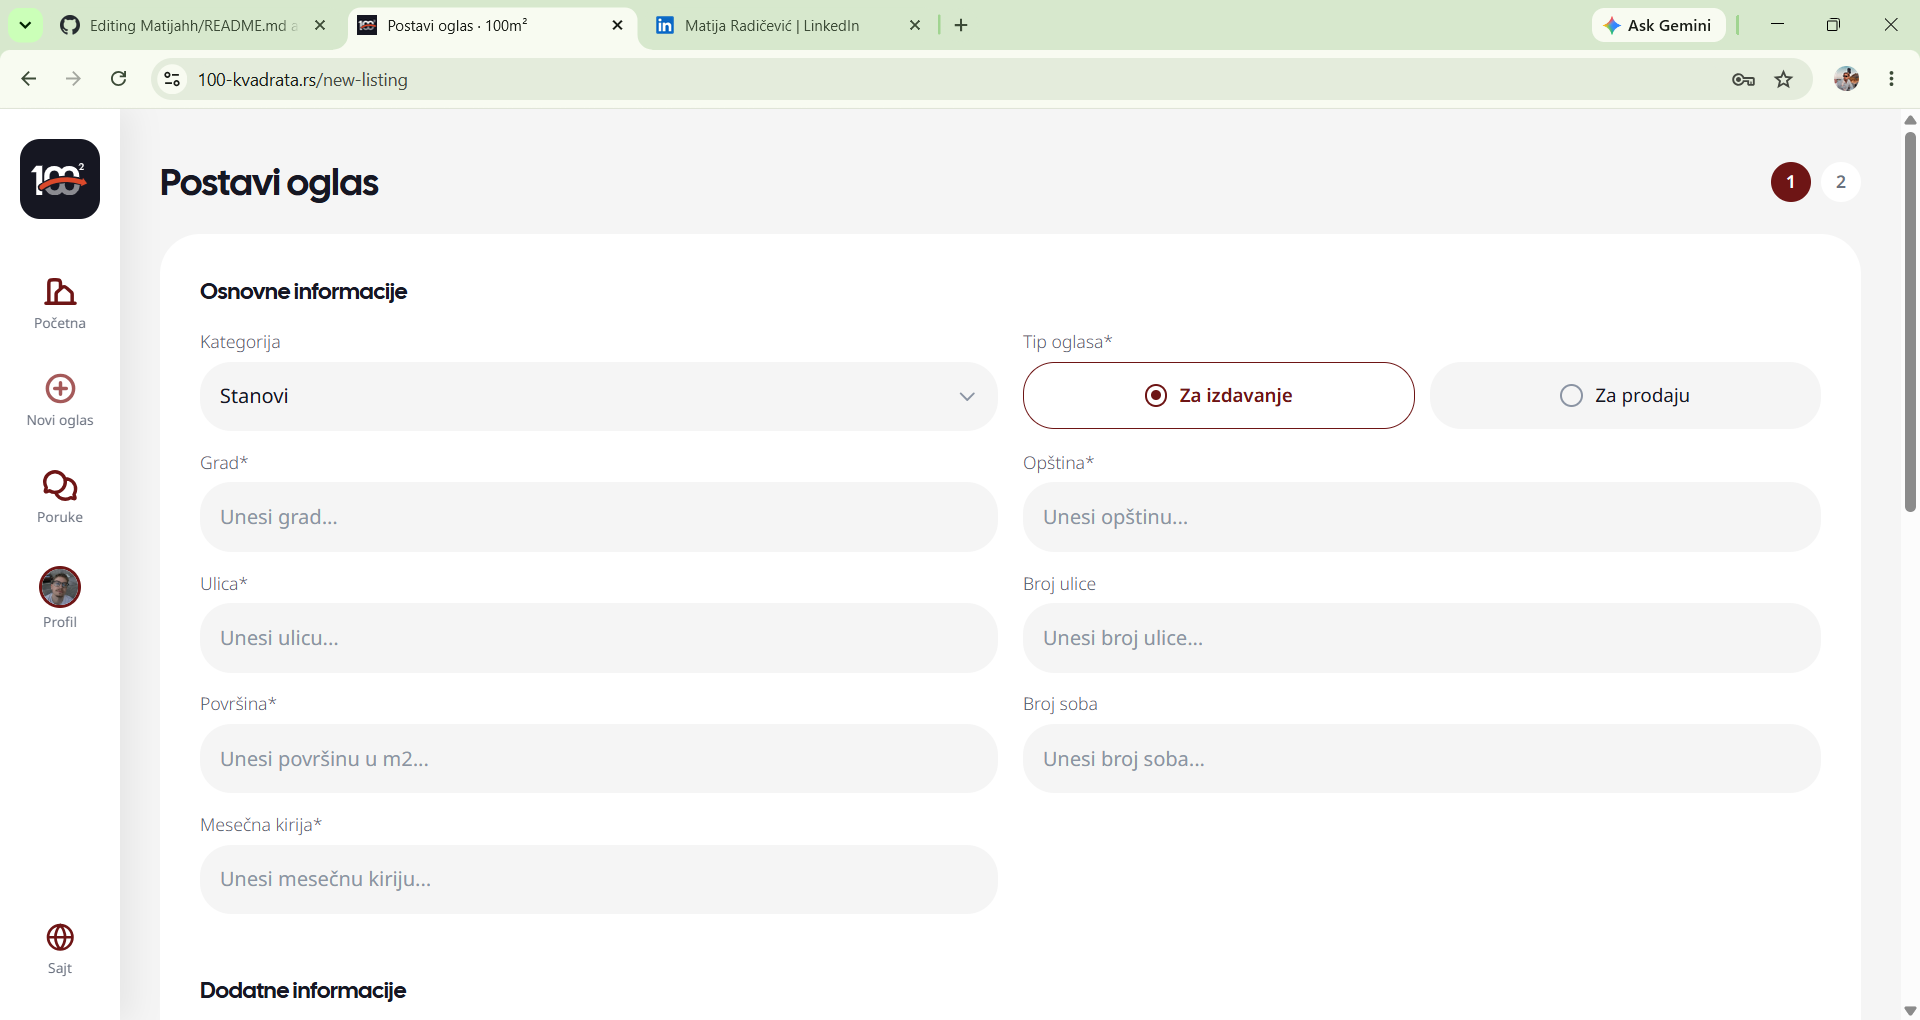 Editing Matijahh/README.md a
Postavi oglas · 100m²
Matija Radičević | LinkedIn
Ask Gemini
100-kvadrata.rs/new-listing
100²
Početna
Novi oglas
Poruke
Profil
Sajt
Postavi oglas
1
2
Osnovne informacije
Kategorija
Tip oglasa*
Stanovi
Za izdavanje
Za prodaju
Grad*
Opština*
Unesi grad...
Unesi opštinu...
Ulica*
Broj ulice
Unesi ulicu...
Unesi broj ulice...
Površina*
Broj soba
Unesi površinu u m2...
Unesi broj soba...
Mesečna kirija*
Unesi mesečnu kiriju...
Dodatne informacije